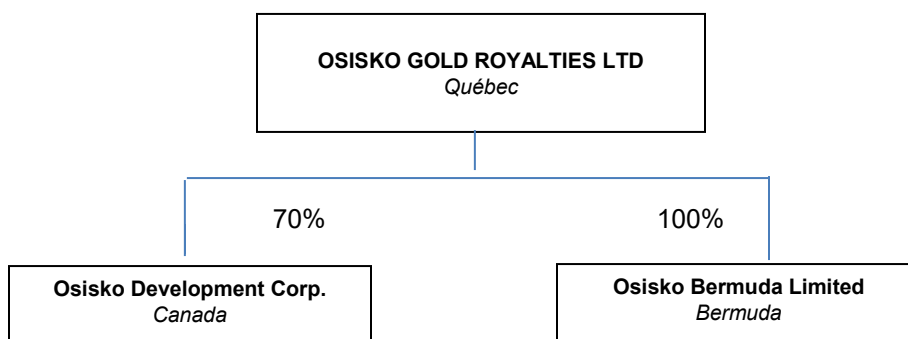 OSISKO GOLD ROYALTIES LTD
Québec
70%
100%
Osisko Development Corp.
Canada
Osisko Bermuda Limited
Bermuda